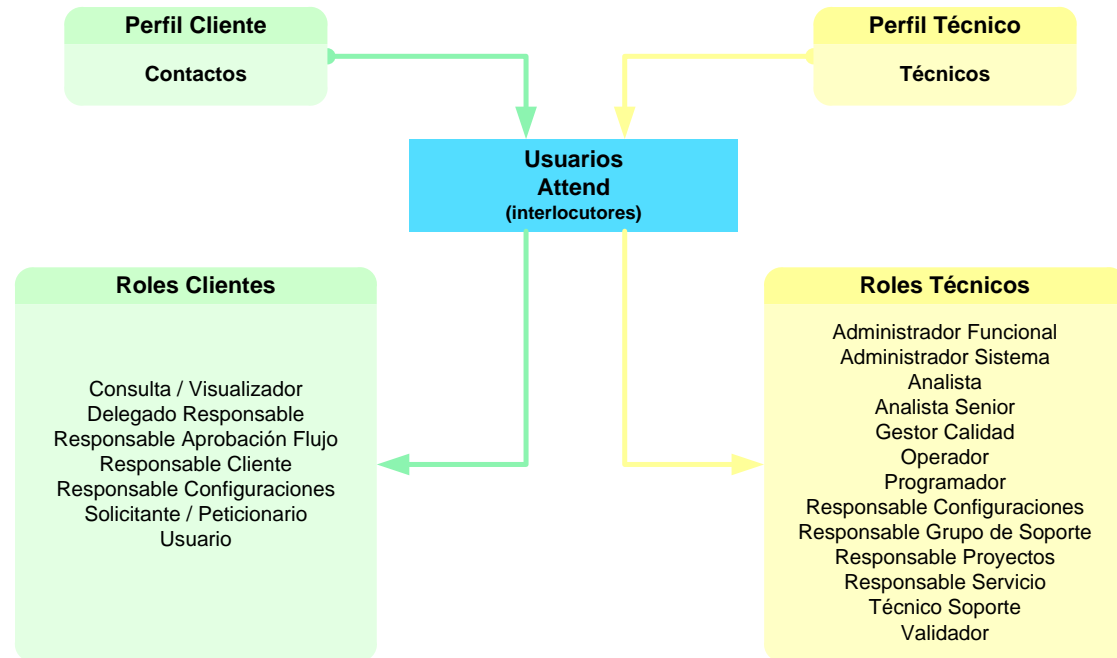 Perfil Cliente
Contactos
Perfil Técnico
Técnicos
Usuarios
Attend
(interlocutores)
Roles Clientes
Consulta / Visualizador
Delegado Responsable
Responsable Aprobación Flujo
Responsable Cliente
Responsable Configuraciones
Solicitante / Peticionario
Usuario
Roles Técnicos
Administrador Funcional
Administrador Sistema
Analista
Analista Senior
Gestor Calidad
Operador
Programador
Responsable Configuraciones
Responsable Grupo de Soporte
Responsable Proyectos
Responsable Servicio
Técnico Soporte
Validador